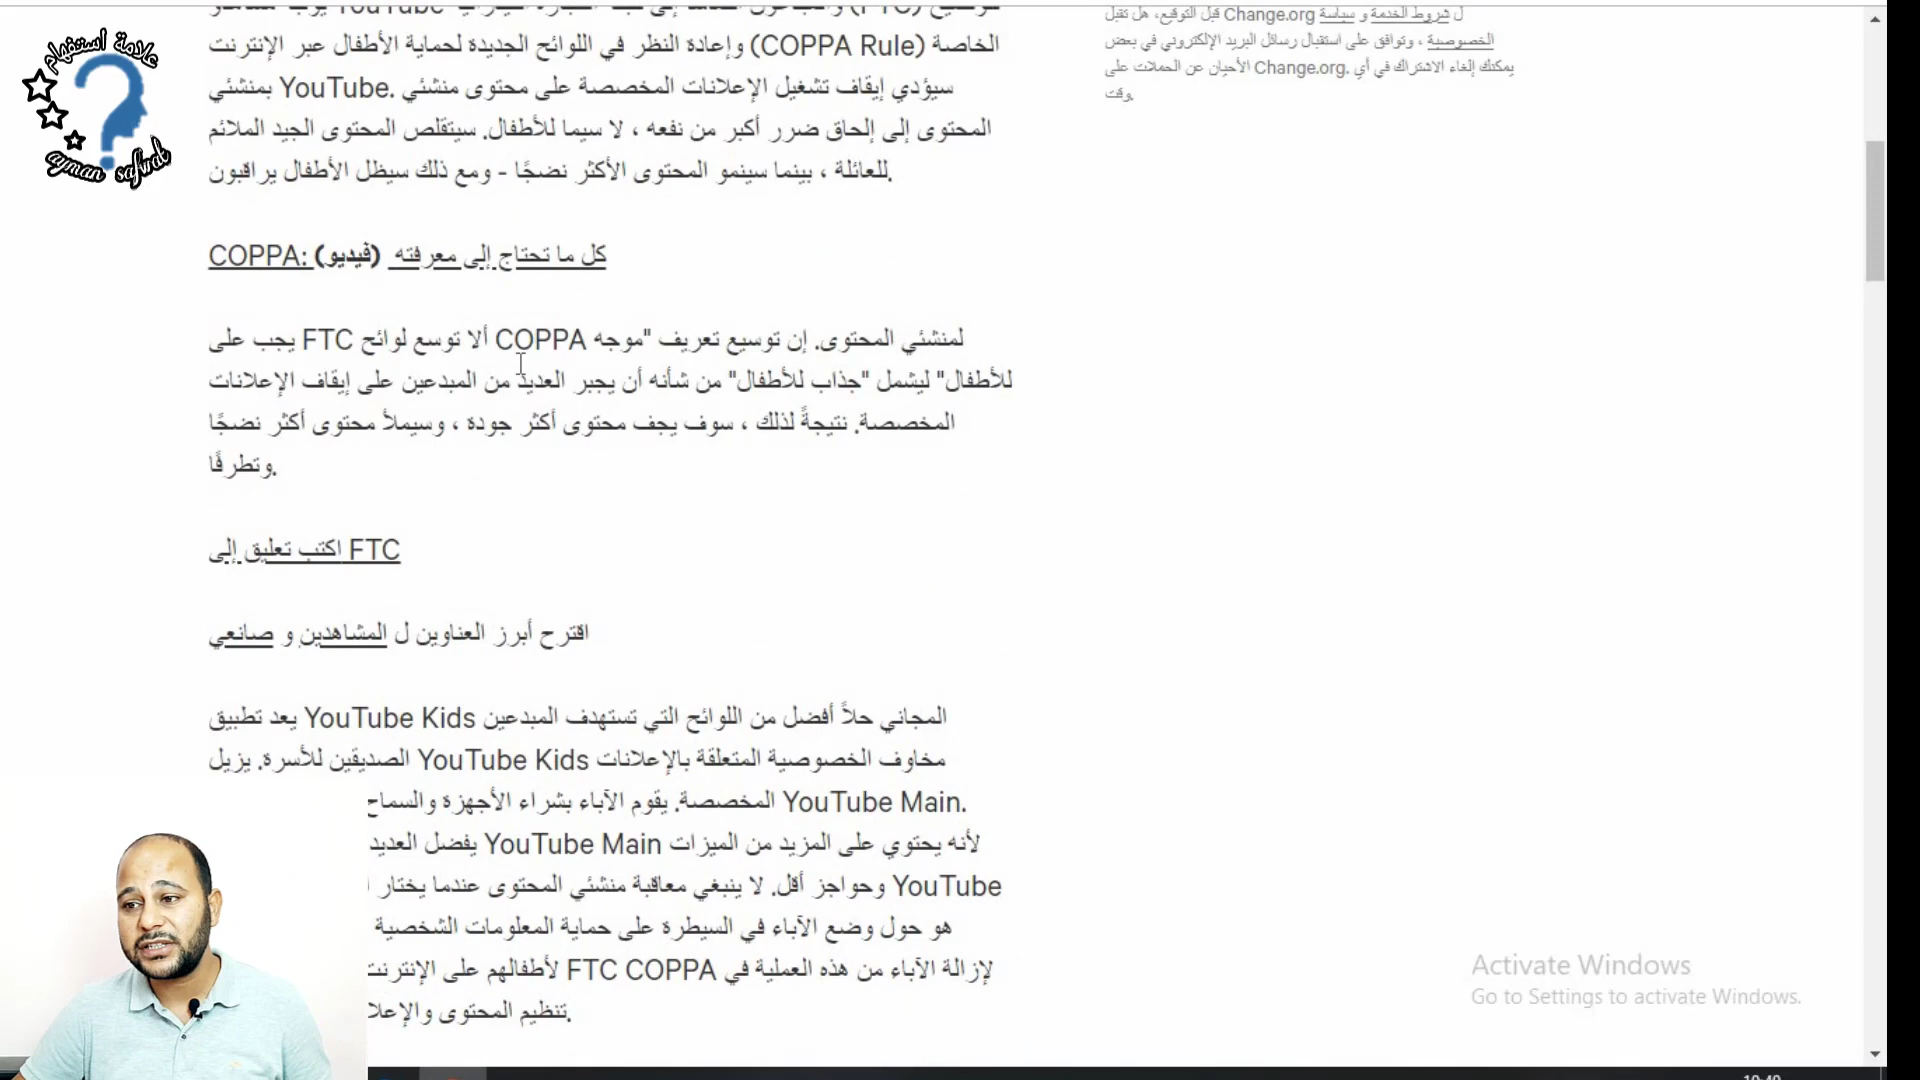 علامة استفهام
ayman safwat
الخاصة (COPPA Rule) وإعادة النظر في اللوائح الجديدة لحماية الأطفال عبر الإنترنت
بمنشئي YouTube. سيؤدي إيقاف تشغيل الإعلانات المخصصة على محتوى منشئي
المحتوى إلى إلحاق ضرر أكبر من نفعه ، لا سيما للأطفال. سيتقلص المحتوى الجيد الملائم
للعائلة ، بينما سينمو المحتوى الأكثر نضجًا - ومع ذلك سيظل الأطفال يراقبون.
COPPA: (فيديو) كل ما تحتاج إلى معرفته
يجب على FTC ألا توسع لوائح COPPA لمنشئي المحتوى. إن توسيع تعريف "موجه
للأطفال" ليشمل "جذاب للأطفال" من شأنه أن يجبر العديد من المبدعين على إيقاف الإعلانات
المخصصة. نتيجةً لذلك ، سوف يجف محتوى أكثر جودة ، وسيملأ محتوى أكثر نضجًا
وتطرفًا.
اكتب تعليق إلى FTC
اقترح أبرز العناوين ل المشاهدين و صانعي
يعد تطبيق YouTube Kids المجاني حلاً أفضل من اللوائح التي تستهدف المبدعين
الصديقين للأسرة. يزيل YouTube Kids مخاوف الخصوصية المتعلقة بالإعلانات
المخصصة. يقوم الآباء بشراء الأجهزة والسماح YouTube Main.
يفضل العديد YouTube Main لأنه يحتوي على المزيد من الميزات
وحواجز أقل. لا ينبغي معاقبة منشئي المحتوى عندما يختار YouTube
هو حول وضع الآباء في السيطرة على حماية المعلومات الشخصية
لأطفالهم على الإنترنت FTC COPPA لإزالة الآباء من هذه العملية في
تنظيم المحتوى والإعلا.
قبل التوقيع، هل تقبل Change.org ل شروط الخدمة و سياسة
الخصوصية ، وتوافق على استقبال رسائل البريد الإلكتروني في بعض
الأحيان عن الحملات على Change.org. يمكنك إلغاء الاشتراك في أي
وقت.
Activate Windows
Go to Settings to activate Windows.